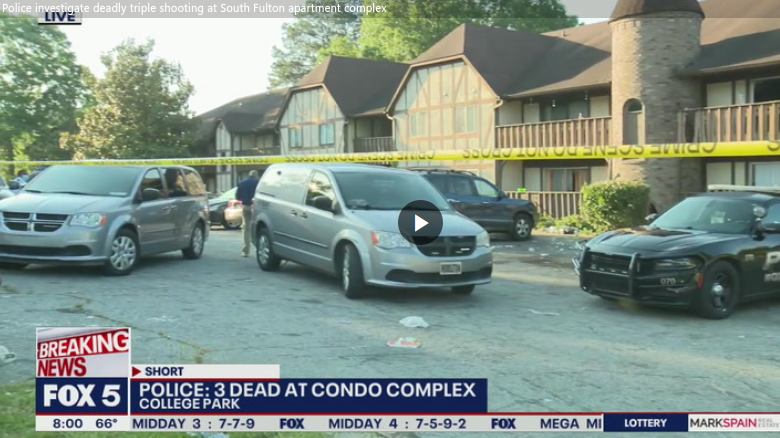 Police investigate deadly triple shooting at South Fulton apartment complex
LIVE
CRIME SCENE DO NOT CROSS
BREAKING
NEWS
SHORT
FOX 5
POLICE: 3 DEAD AT CONDO COMPLEX
COLLEGE PARK
8:00 66° MIDDAY 3 : 7-7-9 FOX MIDDAY 4 : 7-5-9-2 FOX MEGA MI LOTTERY MARKSPAIN REAL ESTATE